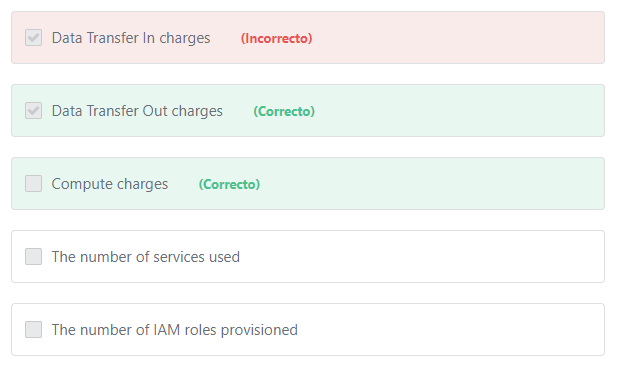 Data Transfer In charges (Incorrecto)
Data Transfer Out charges (Correcto)
Compute charges (Correcto)
The number of services used
The number of IAM roles provisioned